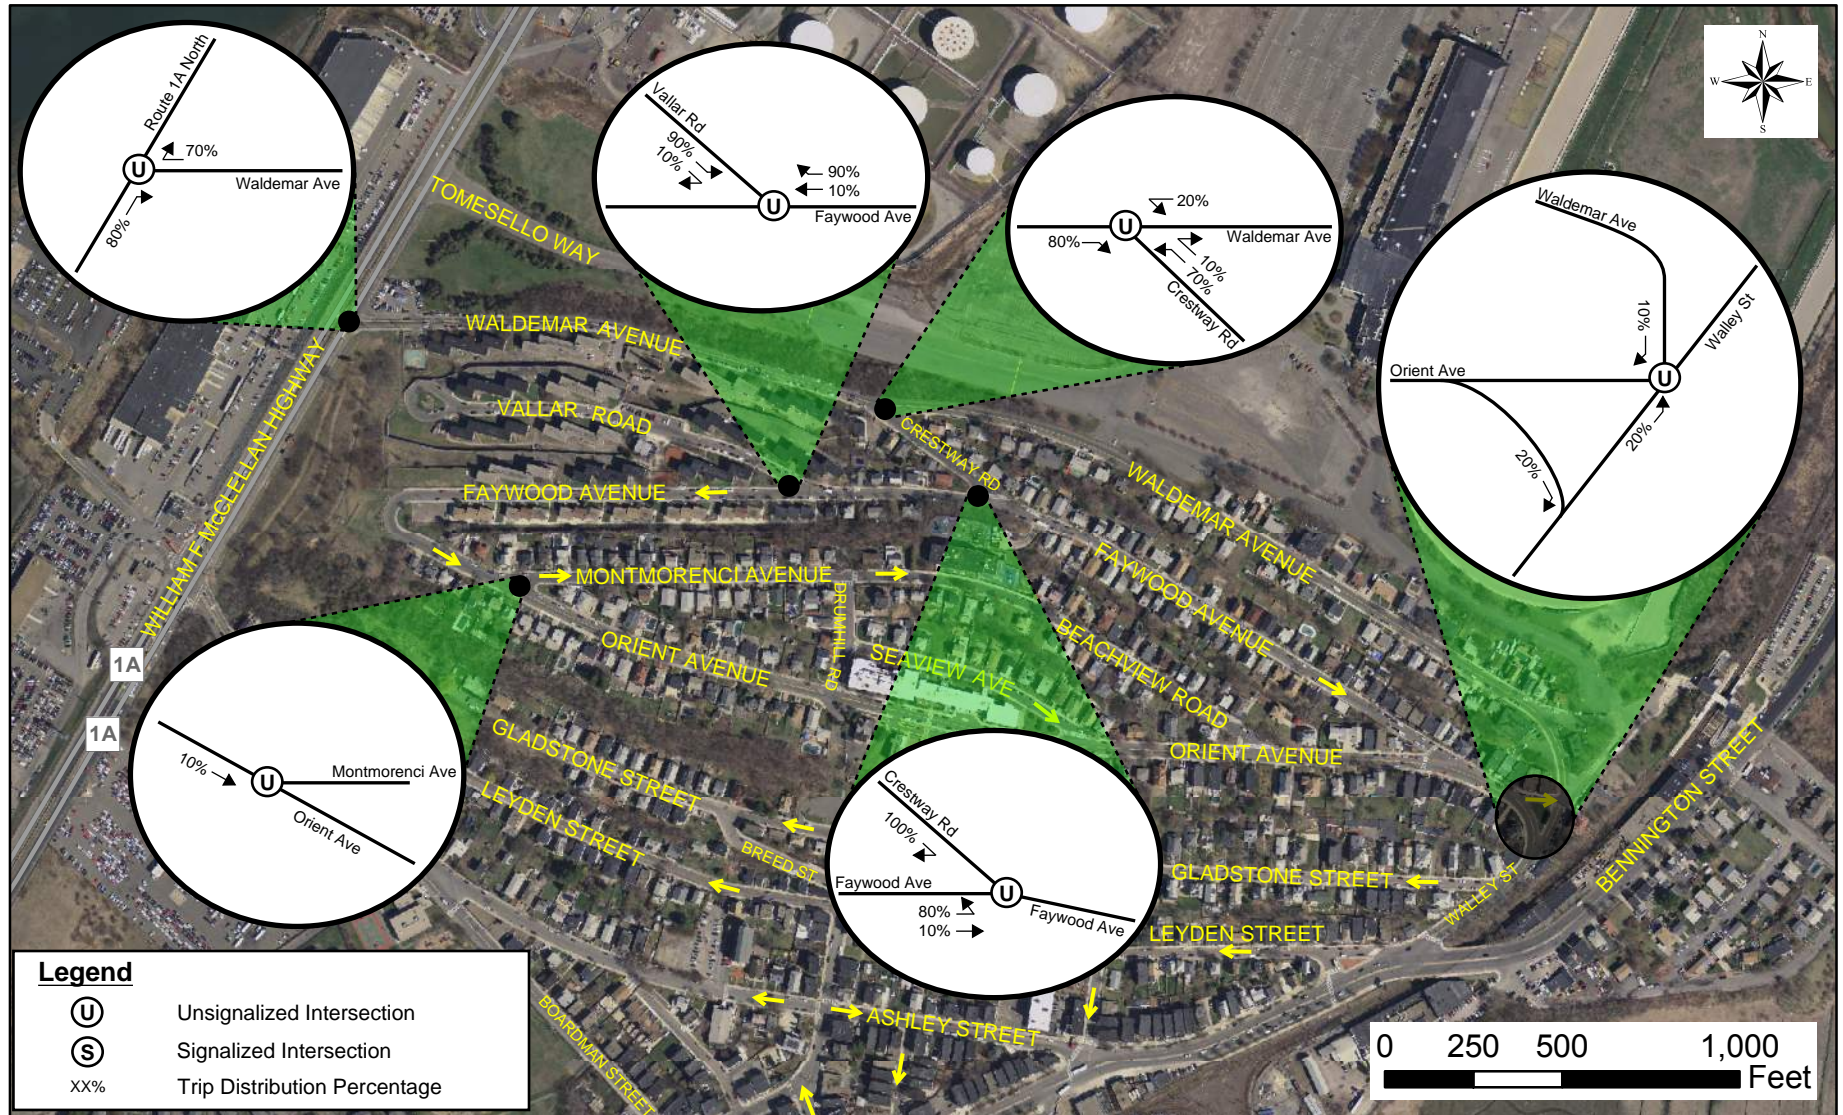 Route 1A North
70%
Waldemar Ave
80%
U
Vallar Rd
90%
10%
90%
10%
Faywood Ave
U
20%
80%
Waldemar Ave
10%
70%
Crestway Rd
U
N
W
E
S
Waldemar Ave
10%
Walley St
Orient Ave
U
20%
20%
TOMESELLO WAY
WALDEMAR AVENUE
VALLAR ROAD
FAYWOOD AVENUE
CRESTWAY RD
WALDEMAR AVENUE
WILLIAM F McCLELLAN HIGHWAY
MONTMORENCI AVENUE
FAYWOOD AVENUE
DRUMHILL RD
BEACHVIEW ROAD
ORIENT AVENUE
SEAVIEW AVE
1A
1A
ORIENT AVENUE
GLADSTONE STREET
BENNINGTON STREET
LEYDEN STREET
BREED ST
GLADSTONE STREET
WALLEY ST
LEYDEN STREET
ASHLEY STREET
BOARDMAN STREET
10%
U
Montmorenci Ave
Orient Ave
Crestway Rd
100%
Faywood Ave
U
80%
10%
Faywood Ave
Legend
U Unsignalized Intersection
S Signalized Intersection
XX% Trip Distribution Percentage
0 250 500 1,000
Feet